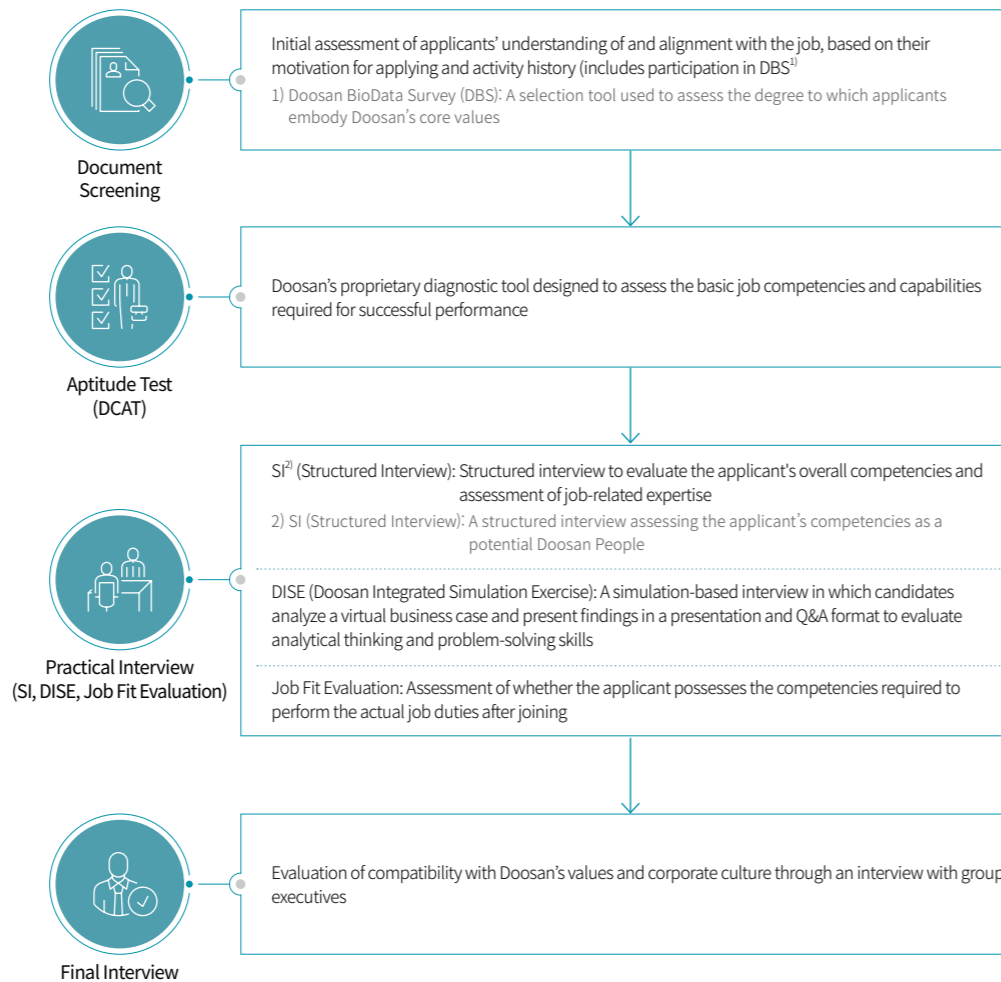 Initial assessment of applicants' understanding of and alignment with the job, based on their
motivation for applying and activity history (includes participation in DBS1)
1) Doosan BioData Survey (DBS): A selection tool used to assess the degree to which applicants
embody Doosan's core values
Document
Screening
Doosan's proprietary diagnostic tool designed to assess the basic job competencies and capabilities
required for successful performance
Aptitude Test
(DCAT)
SI2) (Structured Interview): Structured interview to evaluate the applicant's overall competencies and
assessment of job-related expertise
2) SI (Structured Interview): A structured interview assessing the applicant's competencies as a
potential Doosan People
DISE (Doosan Integrated Simulation Exercise): A simulation-based interview in which candidates
analyze a virtual business case and present findings in a presentation and Q&A format to evaluate
analytical thinking and problem-solving skills
Job Fit Evaluation: Assessment of whether the applicant possesses the competencies required to
perform the actual job duties after joining
Practical Interview
(SI, DISE, Job Fit Evaluation)
Evaluation of compatibility with Doosan's values and corporate culture through an interview with group
executives
Final Interview